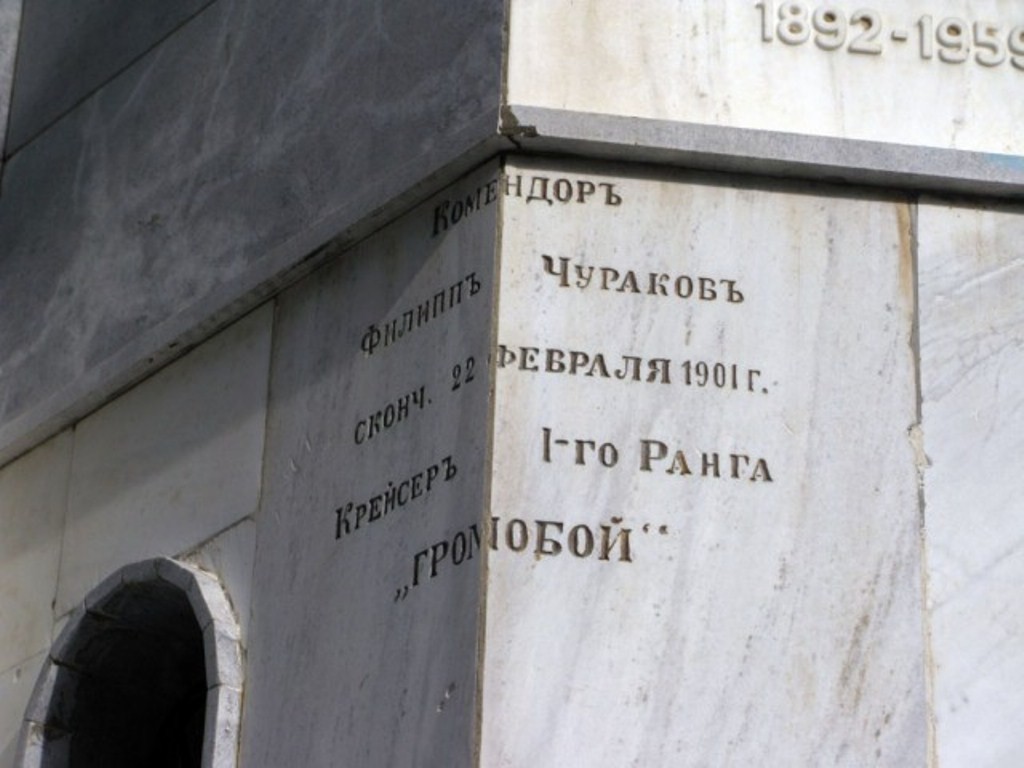 1892-1959
Комендоръ
Филиппъ Чураковъ
сконч. 22 февраля 1901 г.
Крейсеръ 1-го Ранга
„Громобой“